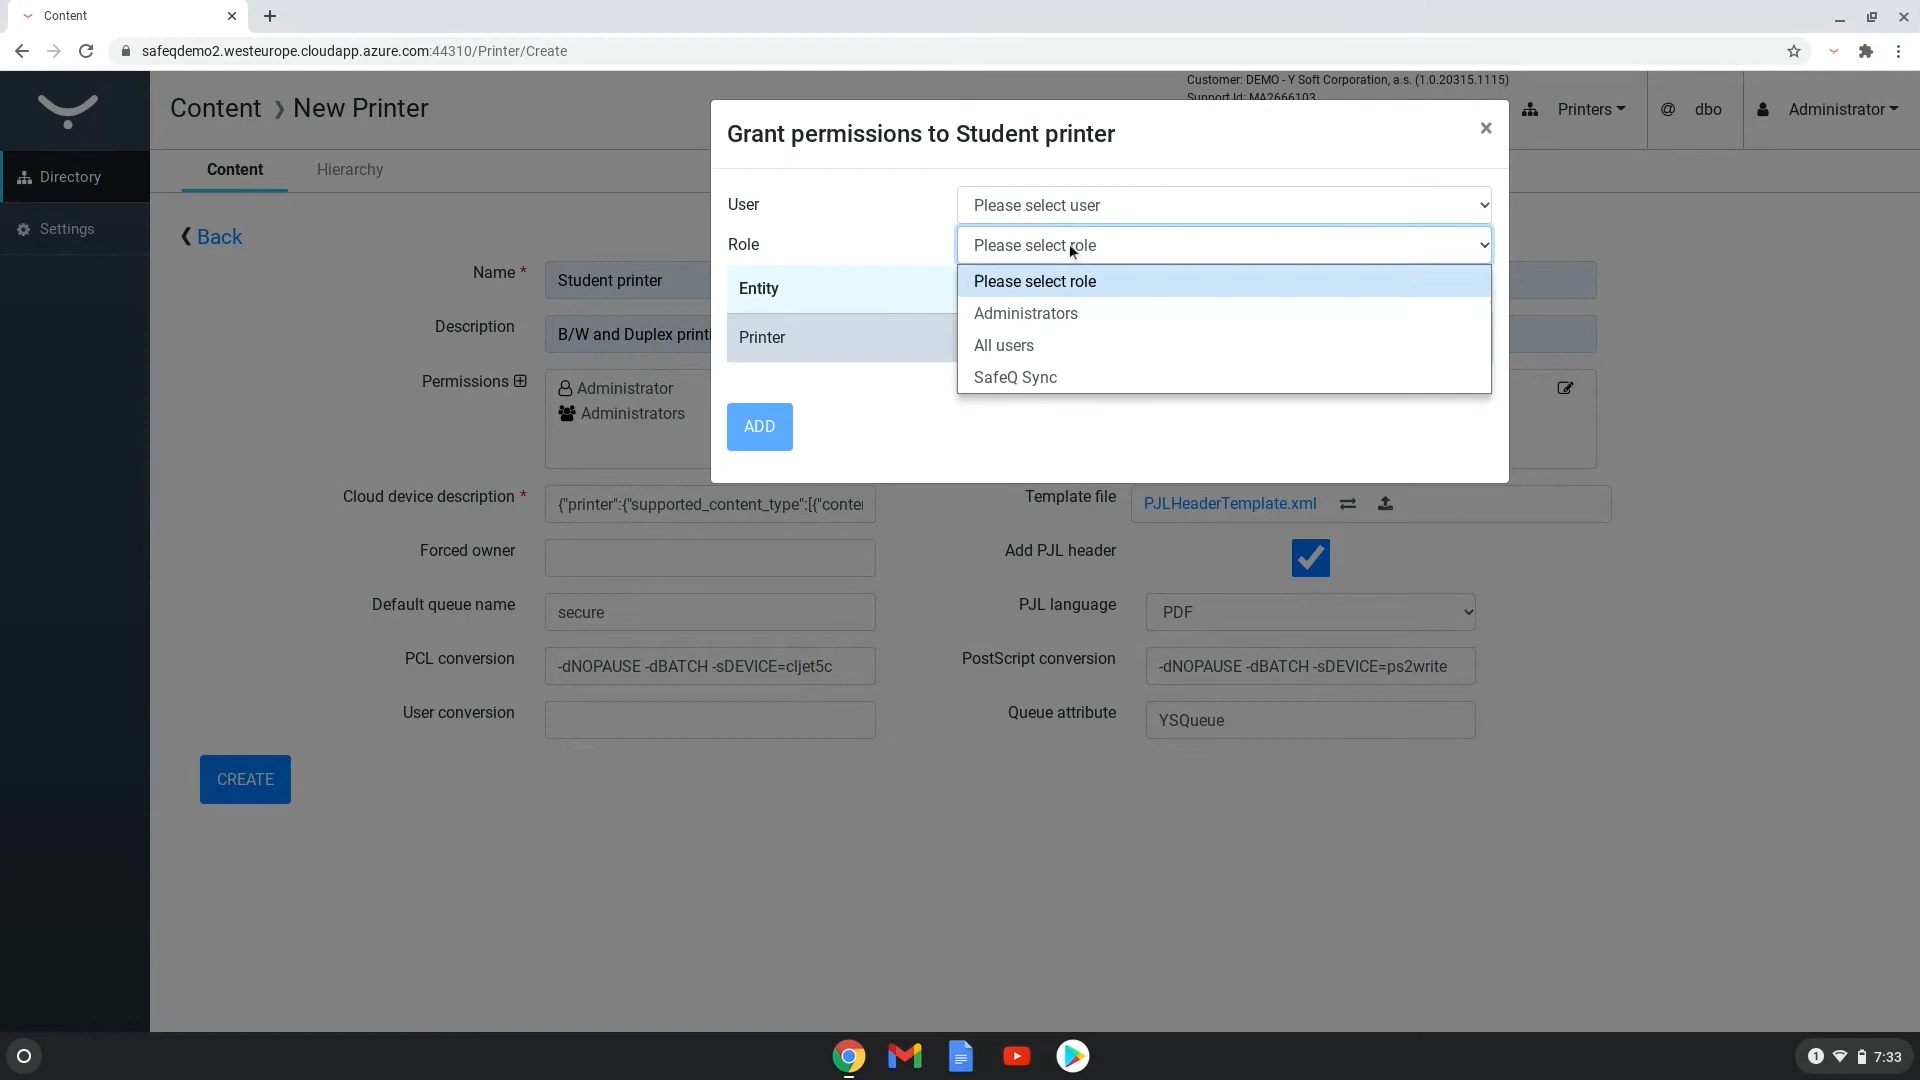 Content
safeqdemo2.westeurope.cloudapp.azure.com:44310/Printer/Create
Customer: DEMO - Y Soft Corporation, a.s. (1.0.20315.1115)
Support Id: MA2666103
Content ❯ New Printer
Printers
@ dbo
Administrator
Directory
Settings
Content
Hierarchy
❮ Back
Grant permissions to Student printer
×
User
Please select user
Role
Please select role
Please select role
Administrators
All users
SafeQ Sync
Entity
Printer
ADD
Name *
Student printer
Description
B/W and Duplex printi
Permissions
Administrator
Administrators
Cloud device description *
{"printer":{"supported_content_type":[{"conter
Template file
PJLHeaderTemplate.xml
Forced owner
Add PJL header
Default queue name
secure
PJL language
PDF
PCL conversion
-dNOPAUSE -dBATCH -sDEVICE=cljet5c
PostScript conversion
-dNOPAUSE -dBATCH -sDEVICE=ps2write
User conversion
Queue attribute
YSQueue
CREATE
1
7:33